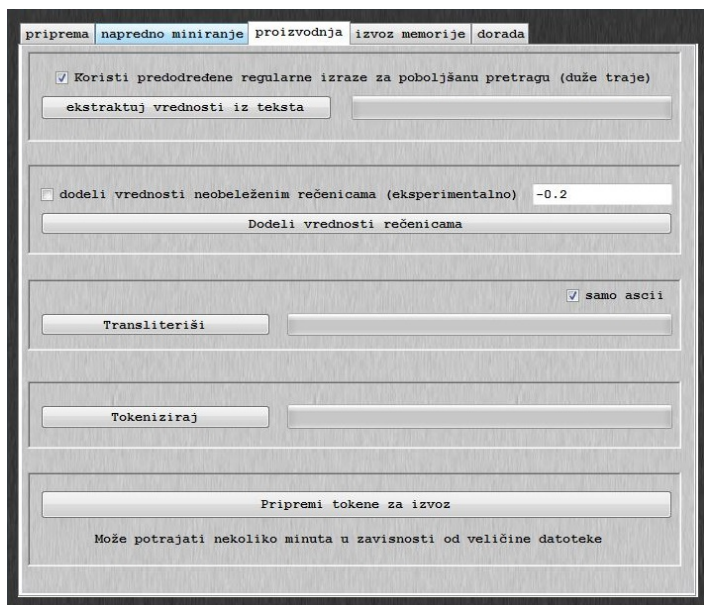 priprema napredno miniranje proizvodnja izvoz memorije dorada
Koristi predodređene regularne izraze za poboljšanu pretragu (duže traje)
ekstraktuj vrednosti iz teksta
dodeli vrednosti neobeleženim rečenicama (eksperimentalno) -0.2
Dodeli vrednosti rečenicama
samo ascii
Transliteriši
Tokeniziraj
Pripremi tokene za izvoz
Može potrajati nekoliko minuta u zavisnosti od veličine datoteke